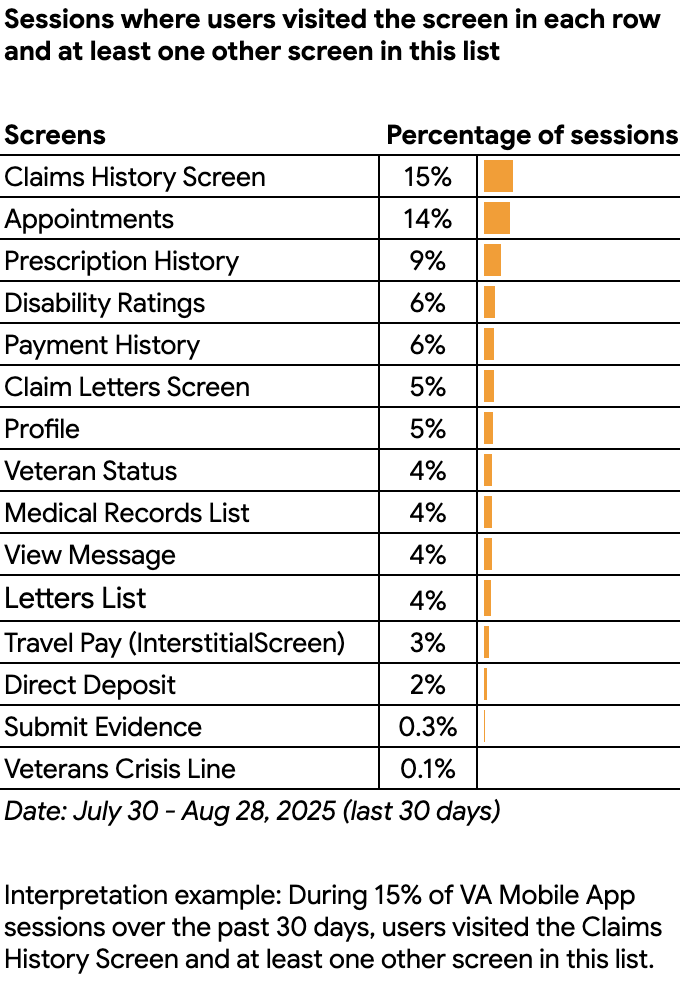 Sessions where users visited the screen in each row
and at least one other screen in this list
Screens Percentage of sessions
Claims History Screen 15%
Appointments 14%
Prescription History 9%
Disability Ratings 6%
Payment History 6%
Claim Letters Screen 5%
Profile 5%
Veteran Status 4%
Medical Records List 4%
View Message 4%
Letters List 4%
Travel Pay (InterstitialScreen) 3%
Direct Deposit 2%
Submit Evidence 0.3%
Veterans Crisis Line 0.1%
Date: July 30 - Aug 28, 2025 (last 30 days)
Interpretation example: During 15% of VA Mobile App
sessions over the past 30 days, users visited the Claims
History Screen and at least one other screen in this list.